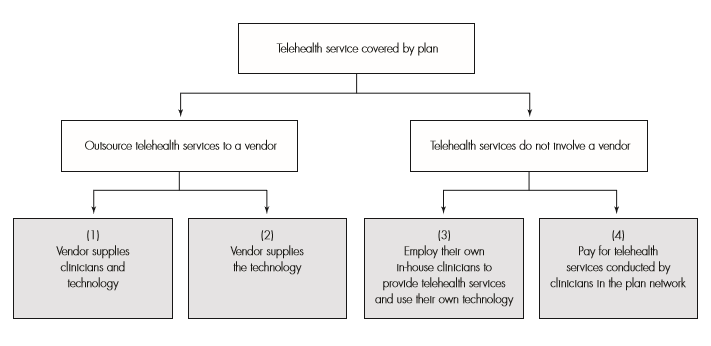 Telehealth service covered by plan
Outsource telehealth services to a vendor
Telehealth services do not involve a vendor
(1)
Vendor supplies
clinicians and
technology
(2)
Vendor supplies
the technology
(3)
Employ their own
in-house clinicians to
provide telehealth services
and use their own technology
(4)
Pay for telehealth
services conducted by
clinicians in the plan network